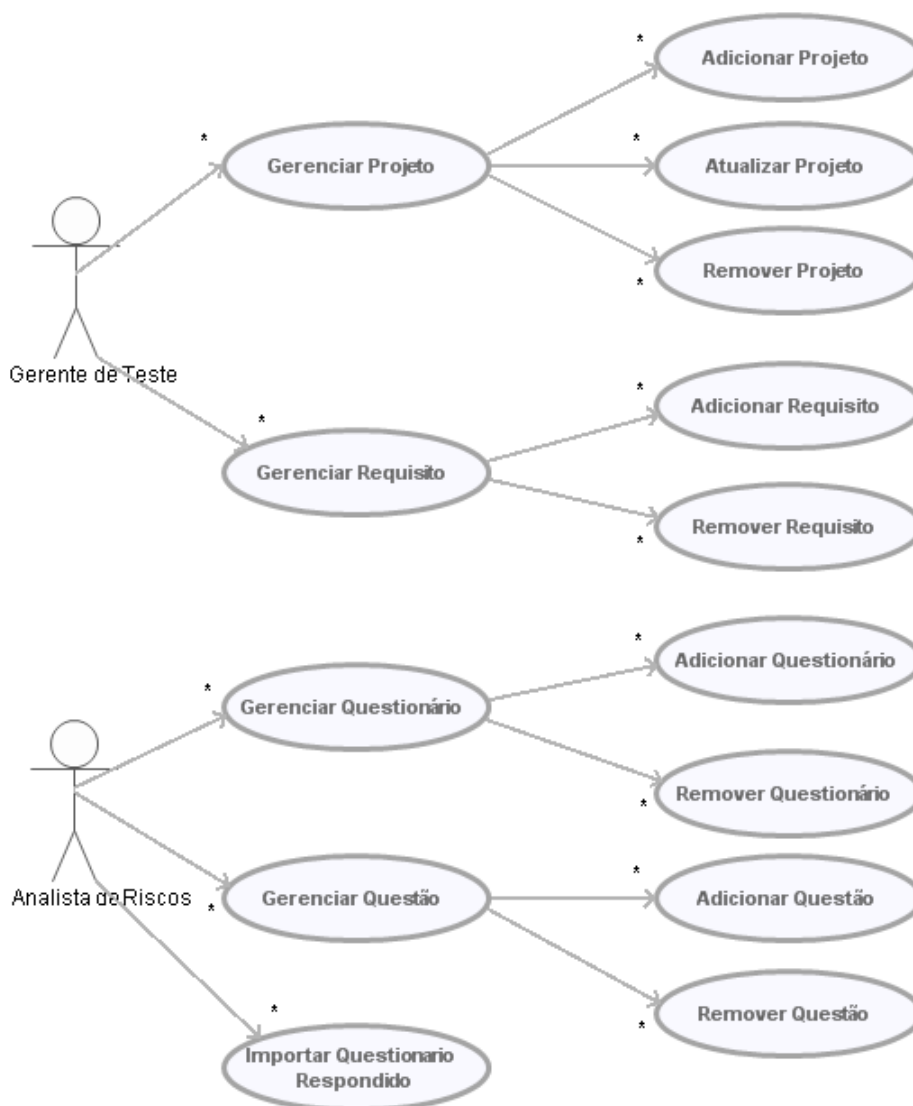 *
Adicionar Projeto
*
Gerenciar Projeto
*
Atualizar Projeto
Remover Projeto
*
Gerente de Teste
*
Adicionar Requisito
*
Gerenciar Requisito
Remover Requisito
*
*
Adicionar Questionário
*
Gerenciar Questionário
Remover Questionário
*
*
Analista de Riscos
*
Gerenciar Questão
Adicionar Questão
*
Importar Questionario
Respondido
Remover Questão
*